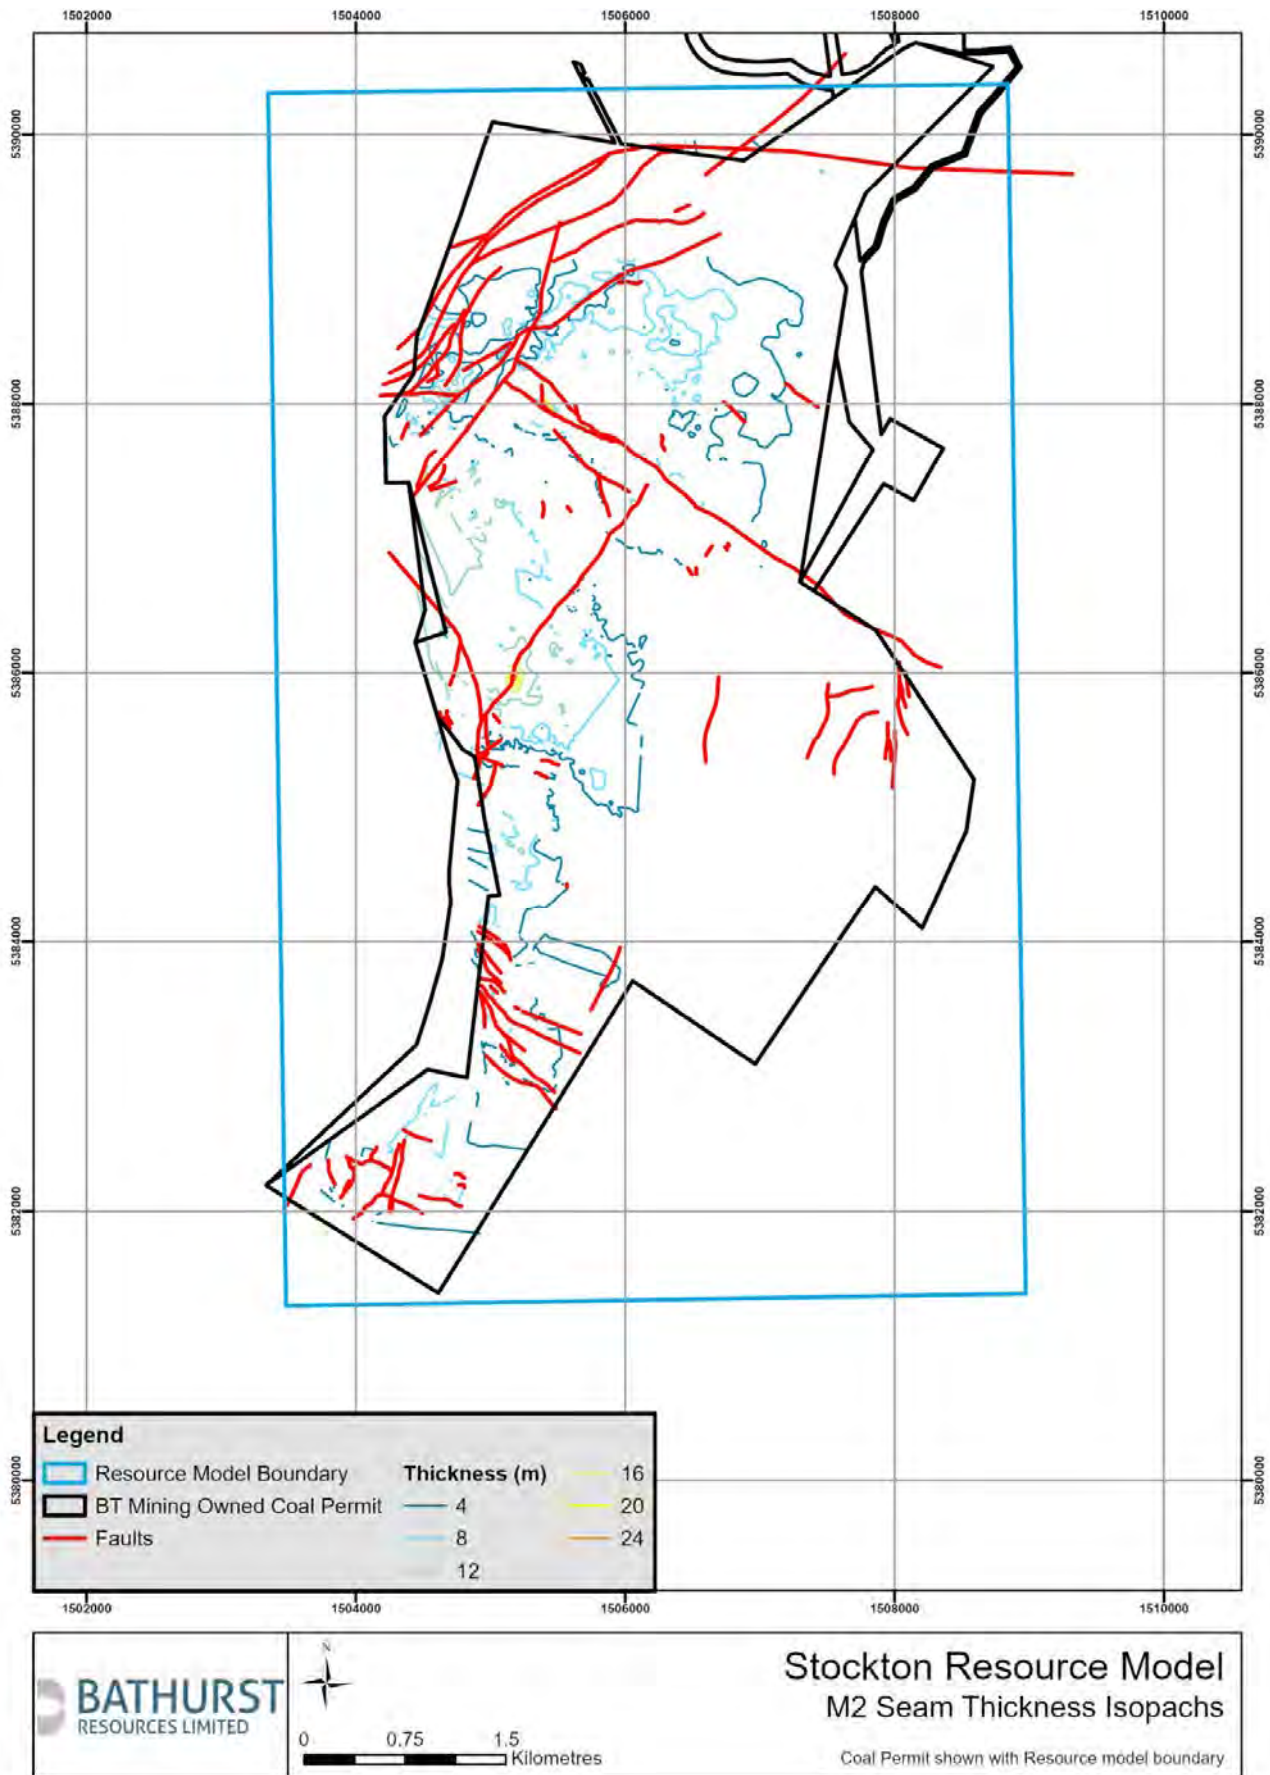 1502000 1504000 1506000 1508000 1510000
5390000 5390000
5388000 5388000
5386000 5386000
5384000 5384000
5382000 5382000
5380000 5380000
Legend
Resource Model Boundary
BT Mining Owned Coal Permit
Faults
Thickness (m)
4
8
12
16
20
24
1502000 1504000 1506000 1508000 1510000
BATHURST
RESOURCES LIMITED
N
0 0.75 1.5
Kilometres
Stockton Resource Model
M2 Seam Thickness Isopachs
Coal Permit shown with Resource model boundary